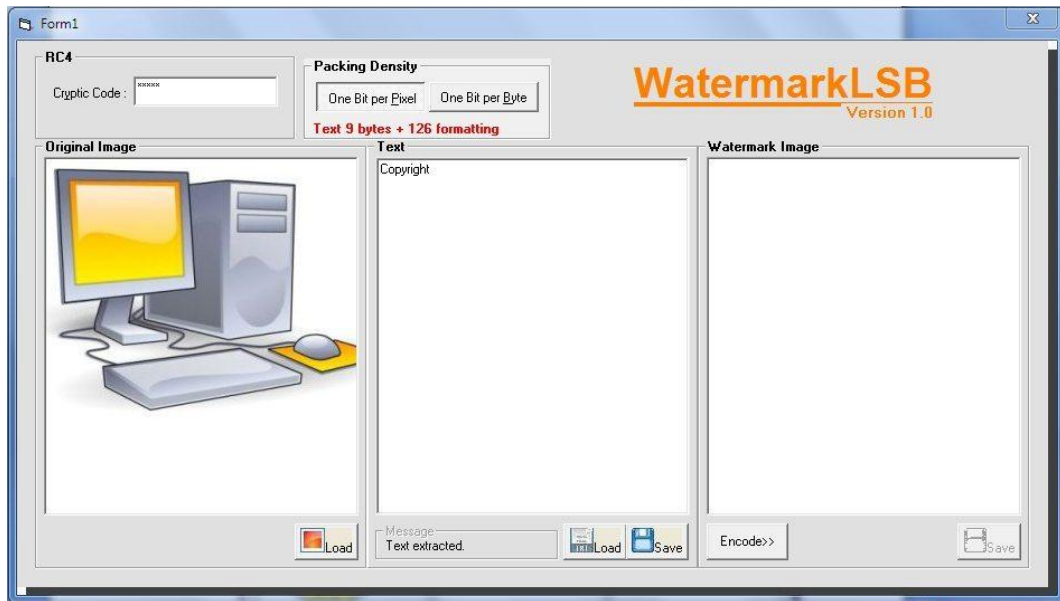 Form1
RC4
Cryptic Code :
xxxxx
Packing Density
One Bit per Pixel
One Bit per Byte
Text 9 bytes + 126 formatting
WatermarkLSB
Version 1.0
Original Image
Text
Watermark Image
Copyright
Load
Message
Text extracted.
Load
Save
Encode>>
Save